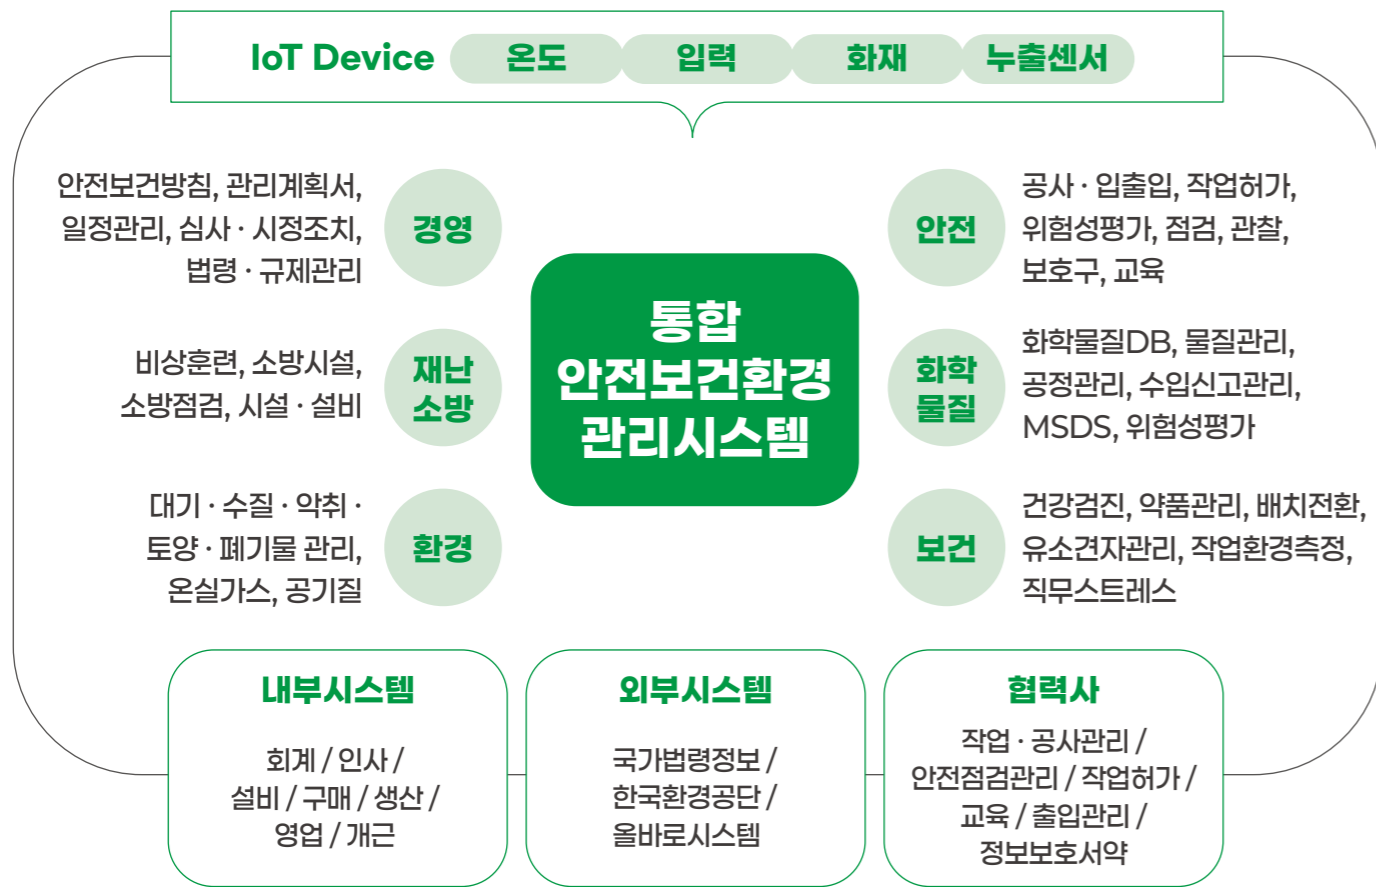 IoT Device 온도 입력 화재 누출센서
안전보건방침, 관리계획서,
일정관리, 심사 · 시정조치,
법령 · 규제관리
경영
비상훈련, 소방시설,
소방점검, 시설 · 설비
재난
소방
대기 · 수질 · 악취 ·
토양 · 폐기물 관리,
온실가스, 공기질
환경
통합
안전보건환경
관리시스템
안전
공사 · 입출입, 작업허가,
위험성평가, 점검, 관찰,
보호구, 교육
화학
물질
화학물질DB, 물질관리,
공정관리, 수입신고관리,
MSDS, 위험성평가
보건
건강검진, 약품관리, 배치전환,
유소견자관리, 작업환경측정,
직무스트레스
내부시스템
회계 / 인사 /
설비 / 구매 / 생산 /
영업 / 개근
외부시스템
국가법령정보 /
한국환경공단 /
올바로시스템
협력사
작업 · 공사관리 /
안전점검관리 / 작업허가 /
교육 / 출입관리 /
정보보호서약